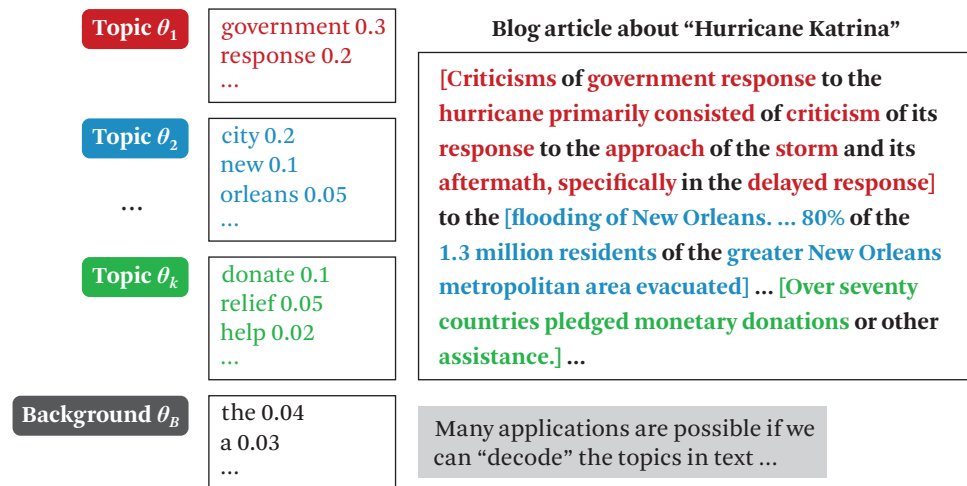 Topic θ1
government 0.3
response 0.2
...
Topic θ2
city 0.2
new 0.1
orleans 0.05
...
...
Topic θk
donate 0.1
relief 0.05
help 0.02
...
Background θB
the 0.04
a 0.03
...
Blog article about “Hurricane Katrina”
[Criticisms of government response to the
hurricane primarily consisted of criticism of its
response to the approach of the storm and its
aftermath, specifically in the delayed response]
to the [flooding of New Orleans. ... 80% of the
1.3 million residents of the greater New Orleans
metropolitan area evacuated] ... [Over seventy
countries pledged monetary donations or other
assistance.] ...
Many applications are possible if we
can “decode” the topics in text ...